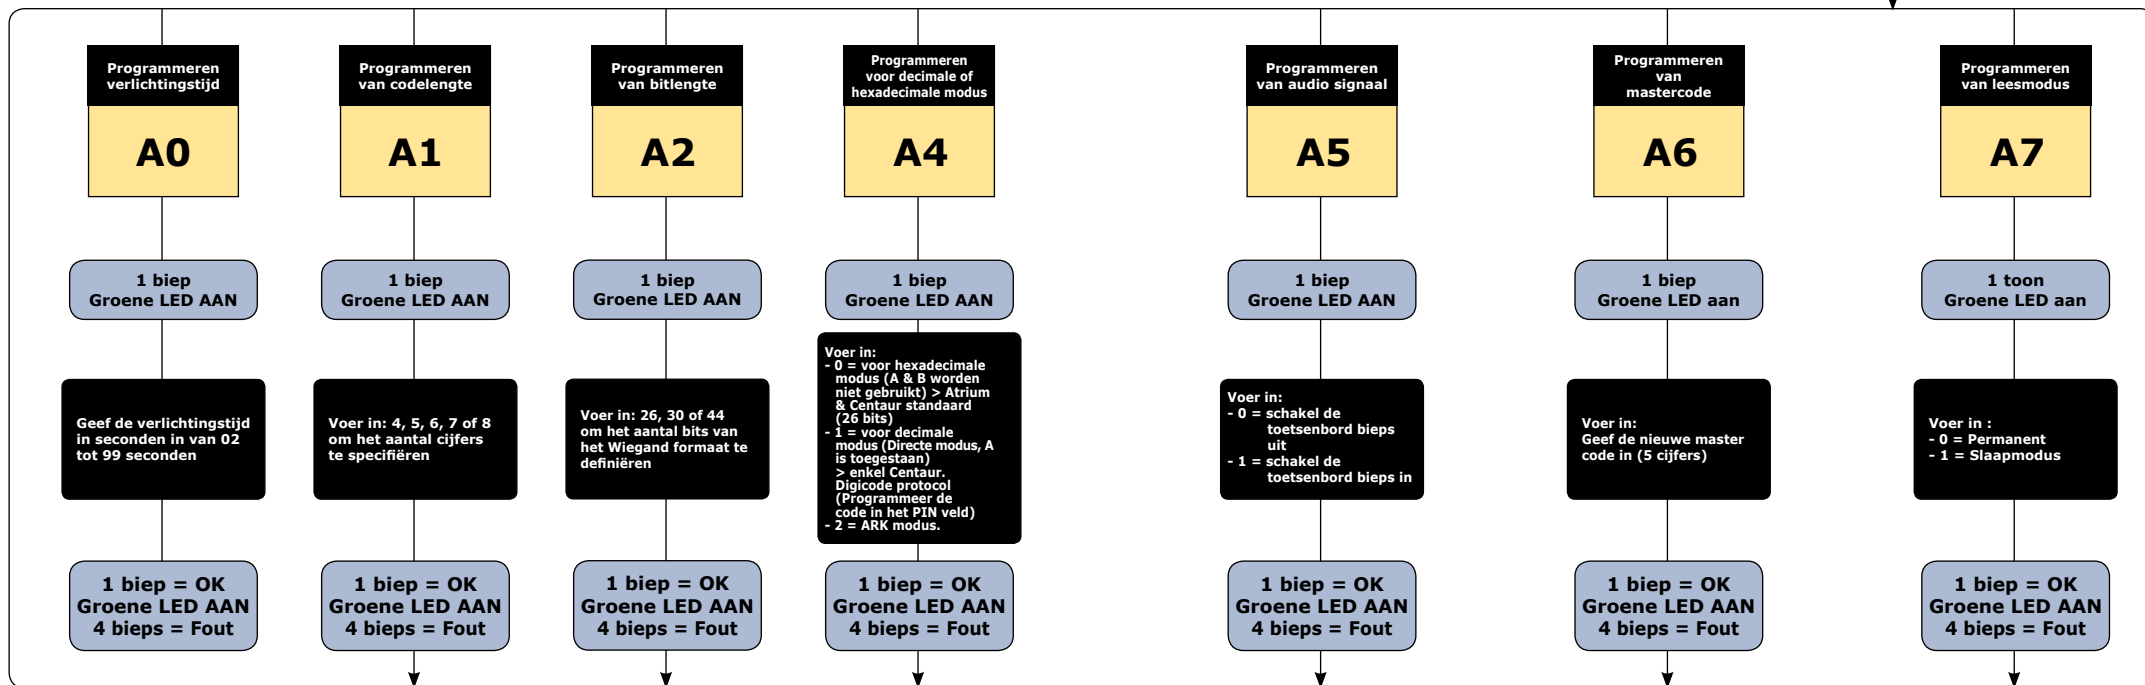 Programmeren
verlichtingstijd
A0
1 biep
Groene LED AAN
Geef de verlichtingstijd
in seconden in van 02
tot 99 seconden
1 biep = OK
Groene LED AAN
4 bieps = Fout
Programmeren
van codelengte
A1
1 biep
Groene LED AAN
Voer in: 4, 5, 6, 7 of 8
om het aantal cijfers
te specifiëren
1 biep = OK
Groene LED AAN
4 bieps = Fout
Programmeren
van bitlengte
A2
1 biep
Groene LED AAN
Voer in: 26, 30 of 44
om het aantal bits van
het Wiegand formaat te
definiëren
1 biep = OK
Groene LED AAN
4 bieps = Fout
Programmeren
voor decimale of
hexadecimale modus
A4
1 biep
Groene LED AAN
Voer in:
- 0 = voor hexadecimale
modus (A & B worden
niet gebruikt) > Atrium
& Centaur standaard
(26 bits)
- 1 = voor decimale
modus (Directe modus, A
is toegestaan)
> enkel Centaur.
Digicode protocol
(Programmeer de
code in het PIN veld)
- 2 = ARK modus.
1 biep = OK
Groene LED AAN
4 bieps = Fout
Programmeren
van audio signaal
A5
1 biep
Groene LED AAN
Voer in:
- 0 = schakel de
toetsenbord bieps
uit
- 1 = schakel de
toetsenbord bieps in
1 biep = OK
Groene LED AAN
4 bieps = Fout
Programmeren
van
mastercode
A6
1 biep
Groene LED aan
Voer in:
Geef de nieuwe master
code in (5 cijfers)
1 biep = OK
Groene LED AAN
4 bieps = Fout
Programmeren
van leesmodus
A7
1 toon
Groene LED aan
Voer in :
- 0 = Permanent
- 1 = Slaapmodus
1 biep = OK
Groene LED AAN
4 bieps = Fout